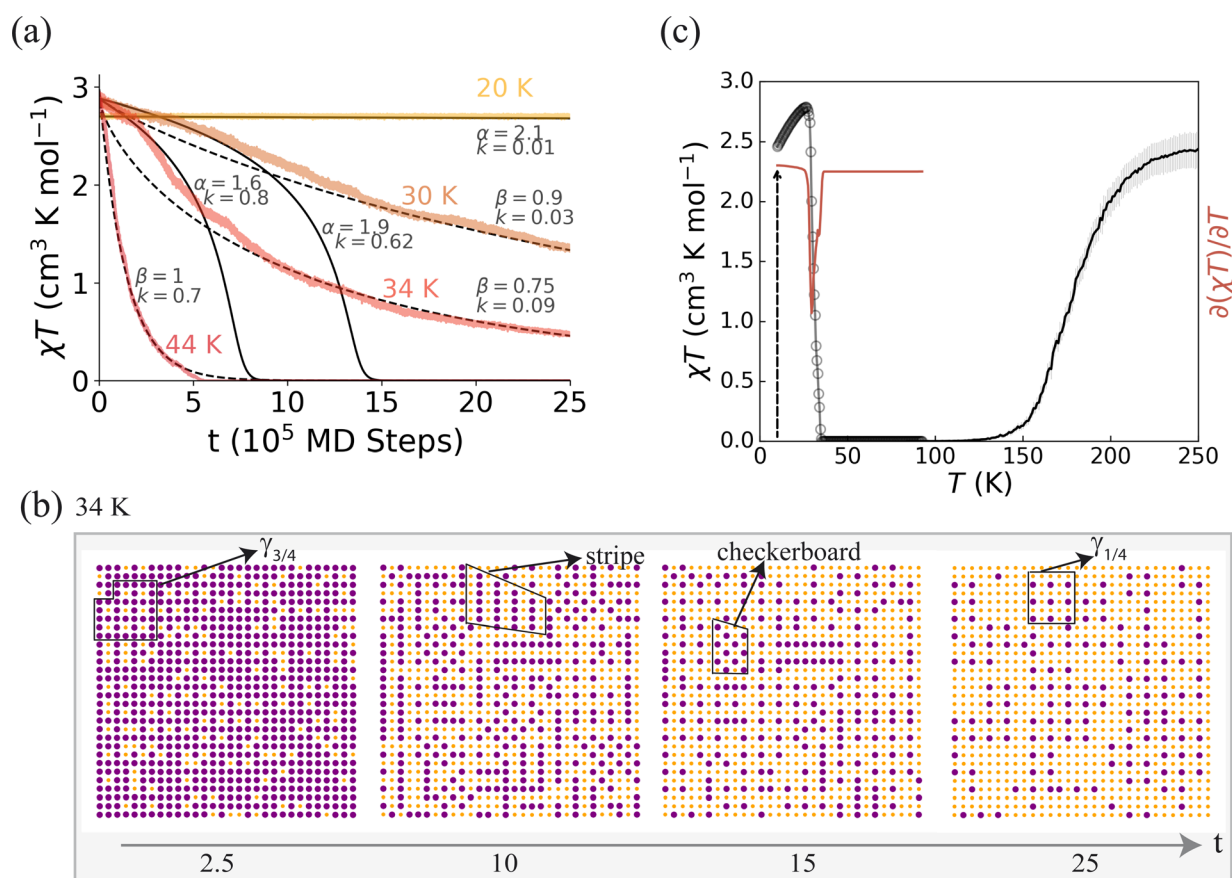 (a)
χT (cm³ K mol⁻¹)
3
2
1
0
20 K
α = 2.1
k = 0.01
α = 1.6
k = 0.8
30 K
β = 0.9
k = 0.03
α = 1.9
k = 0.62
β = 1
k = 0.7
34 K
β = 0.75
k = 0.09
44 K
0 5 10 15 20 25
t (10⁵ MD Steps)
(c)
χT (cm³ K mol⁻¹)
3.0
2.5
2.0
1.5
1.0
0.5
0.0
0 50 100 150 200 250
T (K)
∂(χT)/∂T
(b) 34 K
γ3/4
stripe
checkerboard
γ1/4
t
2.5 10 15 25